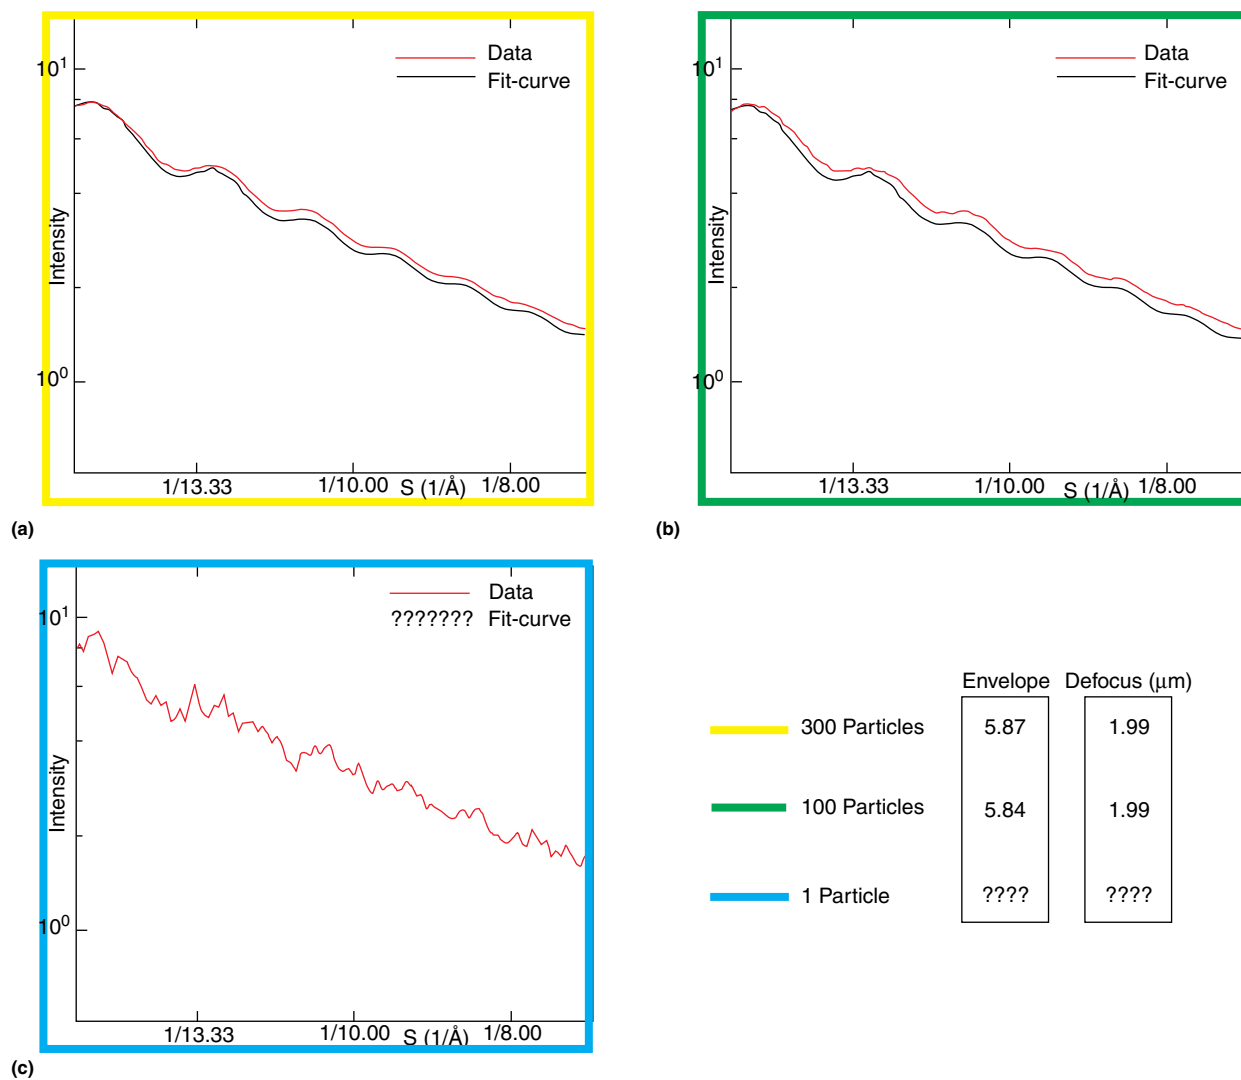 10¹
Data
Fit-curve
Intensity
10⁰
1/13.33
1/10.00
S (1/Å)
1/8.00
(a)
10¹
Data
Fit-curve
Intensity
10⁰
1/13.33
1/10.00
S (1/Å)
1/8.00
(b)
10¹
Data
??????? Fit-curve
Intensity
10⁰
1/13.33
1/10.00
S (1/Å)
1/8.00
(c)
Envelope Defocus (μm)
300 Particles 5.87 1.99
100 Particles 5.84 1.99
1 Particle ???? ????